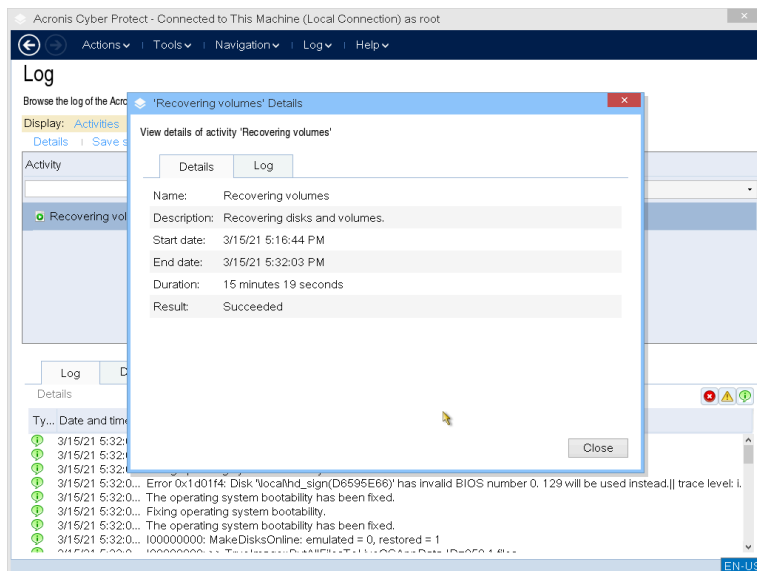 Acronis Cyber Protect - Connected to This Machine (Local Connection) as root
Actions Tools Navigation Log Help
Log
Browse the log of the Acro
Display: Activities
Details Save s
Activity
Recovering vol
'Recovering volumes' Details
View details of activity 'Recovering volumes'
Details Log
Name: Recovering volumes
Description: Recovering disks and volumes.
Start date: 3/15/21 5:16:44 PM
End date: 3/15/21 5:32:03 PM
Duration: 15 minutes 19 seconds
Result: Succeeded
Close
Log D
Details
Ty... Date and time
3/15/21 5:32:
3/15/21 5:32:
3/15/21 5:32:
3/15/21 5:32:0... Error 0x1d01f4: Disk '\local\hd_sign(D6595E66)' has invalid BIOS number 0. 129 will be used instead.|| trace level: i.
3/15/21 5:32:0... The operating system bootability has been fixed.
3/15/21 5:32:0... Fixing operating system bootability.
3/15/21 5:32:0... The operating system bootability has been fixed.
3/15/21 5:32:0... I00000000: MakeDisksOnline: emulated = 0, restored = 1
EN-US